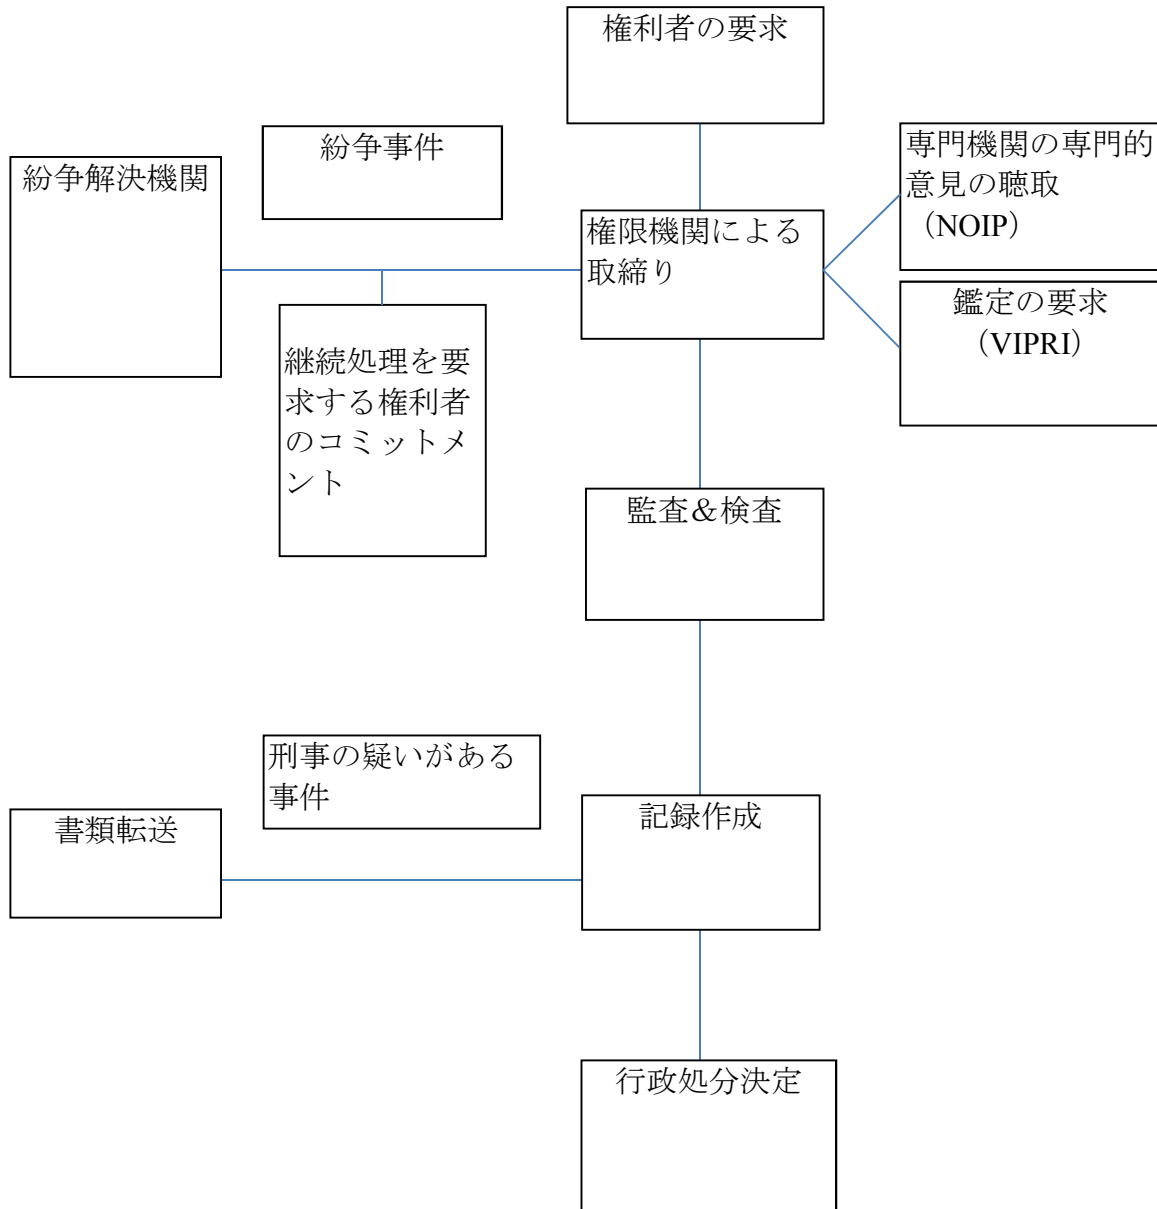 権利者の要求
紛争事件
専門機関の専門的
意見の聴取
（NOIP）
紛争解決機関
権限機関による
取締り
鑑定の要求
（VIPRI）
継続処理を要
求する権利者
のコミットメ
ント
監査＆検査
刑事の疑いがある
事件
書類転送
記録作成
行政処分決定